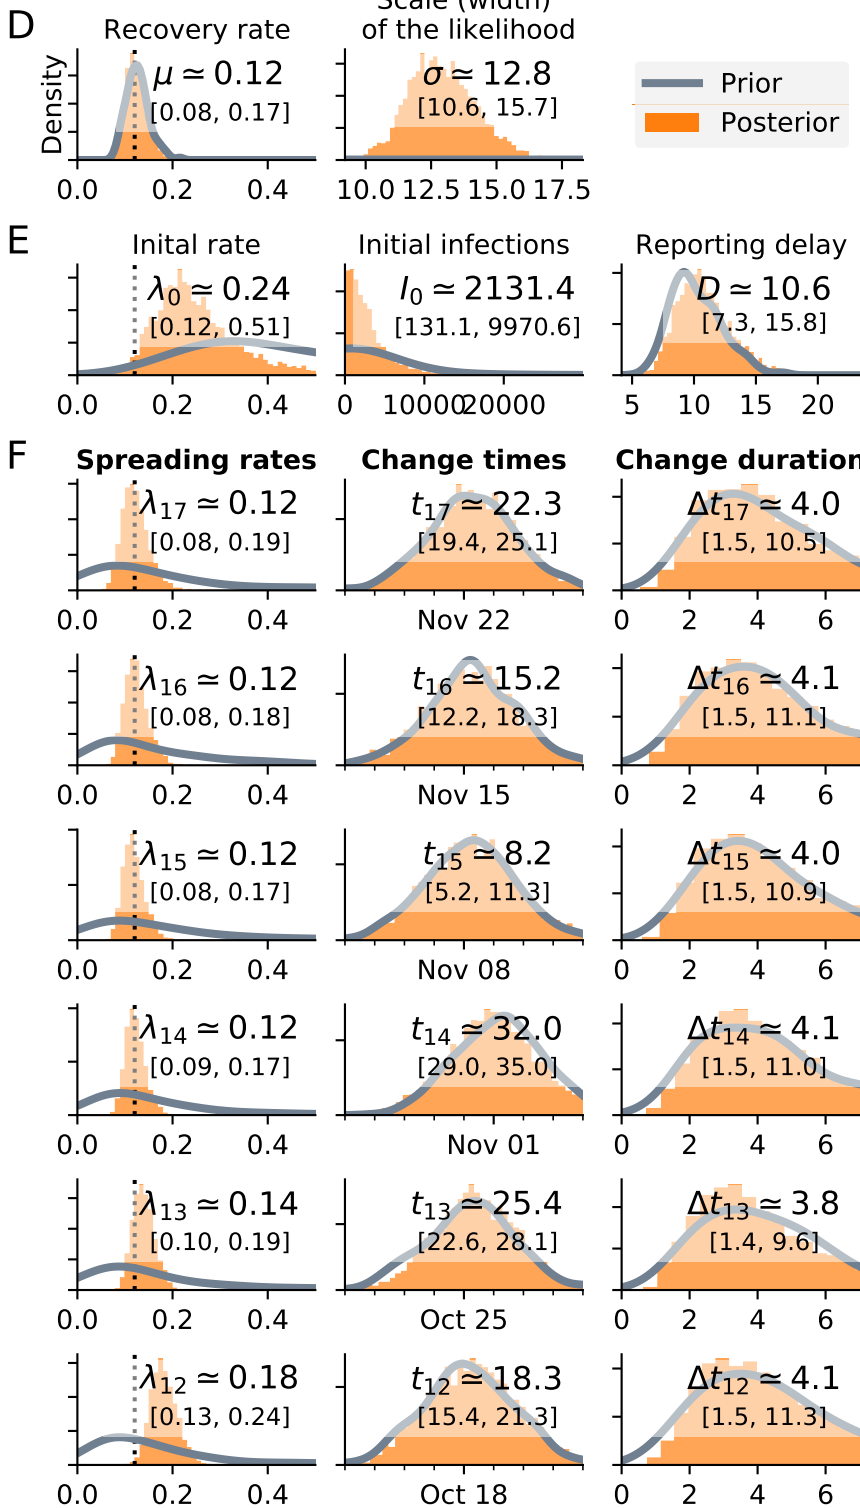 D
Scale (width)
Recovery rate
of the likelihood
Density
μ ≃ 0.12
[0.08, 0.17]
σ ≃ 12.8
[10.6, 15.7]
Prior
Posterior
0.0 0.2 0.4
10.0 12.5 15.0 17.5
E
Inital rate
Initial infections
Reporting delay
λ0 ≃ 0.24
[0.12, 0.51]
I0 ≃ 2131.4
[131.1, 9970.6]
D ≃ 10.6
[7.3, 15.8]
0.0 0.2 0.4
0 10000 20000
5 10 15 20
F
Spreading rates
Change times
Change duration
λ17 ≃ 0.12
[0.08, 0.19]
t17 ≃ 22.3
[19.4, 25.1]
Δt17 ≃ 4.0
[1.5, 10.5]
0.0 0.2 0.4
Nov 22
0 2 4 6
λ16 ≃ 0.12
[0.08, 0.18]
t16 ≃ 15.2
[12.2, 18.3]
Δt16 ≃ 4.1
[1.5, 11.1]
0.0 0.2 0.4
Nov 15
0 2 4 6
λ15 ≃ 0.12
[0.08, 0.17]
t15 ≃ 8.2
[5.2, 11.3]
Δt15 ≃ 4.0
[1.5, 10.9]
0.0 0.2 0.4
Nov 08
0 2 4 6
λ14 ≃ 0.12
[0.09, 0.17]
t14 ≃ 32.0
[29.0, 35.0]
Δt14 ≃ 4.1
[1.5, 11.0]
0.0 0.2 0.4
Nov 01
0 2 4 6
λ13 ≃ 0.14
[0.10, 0.19]
t13 ≃ 25.4
[22.6, 28.1]
Δt13 ≃ 3.8
[1.4, 9.6]
0.0 0.2 0.4
Oct 25
0 2 4 6
λ12 ≃ 0.18
[0.13, 0.24]
t12 ≃ 18.3
[15.4, 21.3]
Δt12 ≃ 4.1
[1.5, 11.3]
0.0 0.2 0.4
Oct 18
0 2 4 6